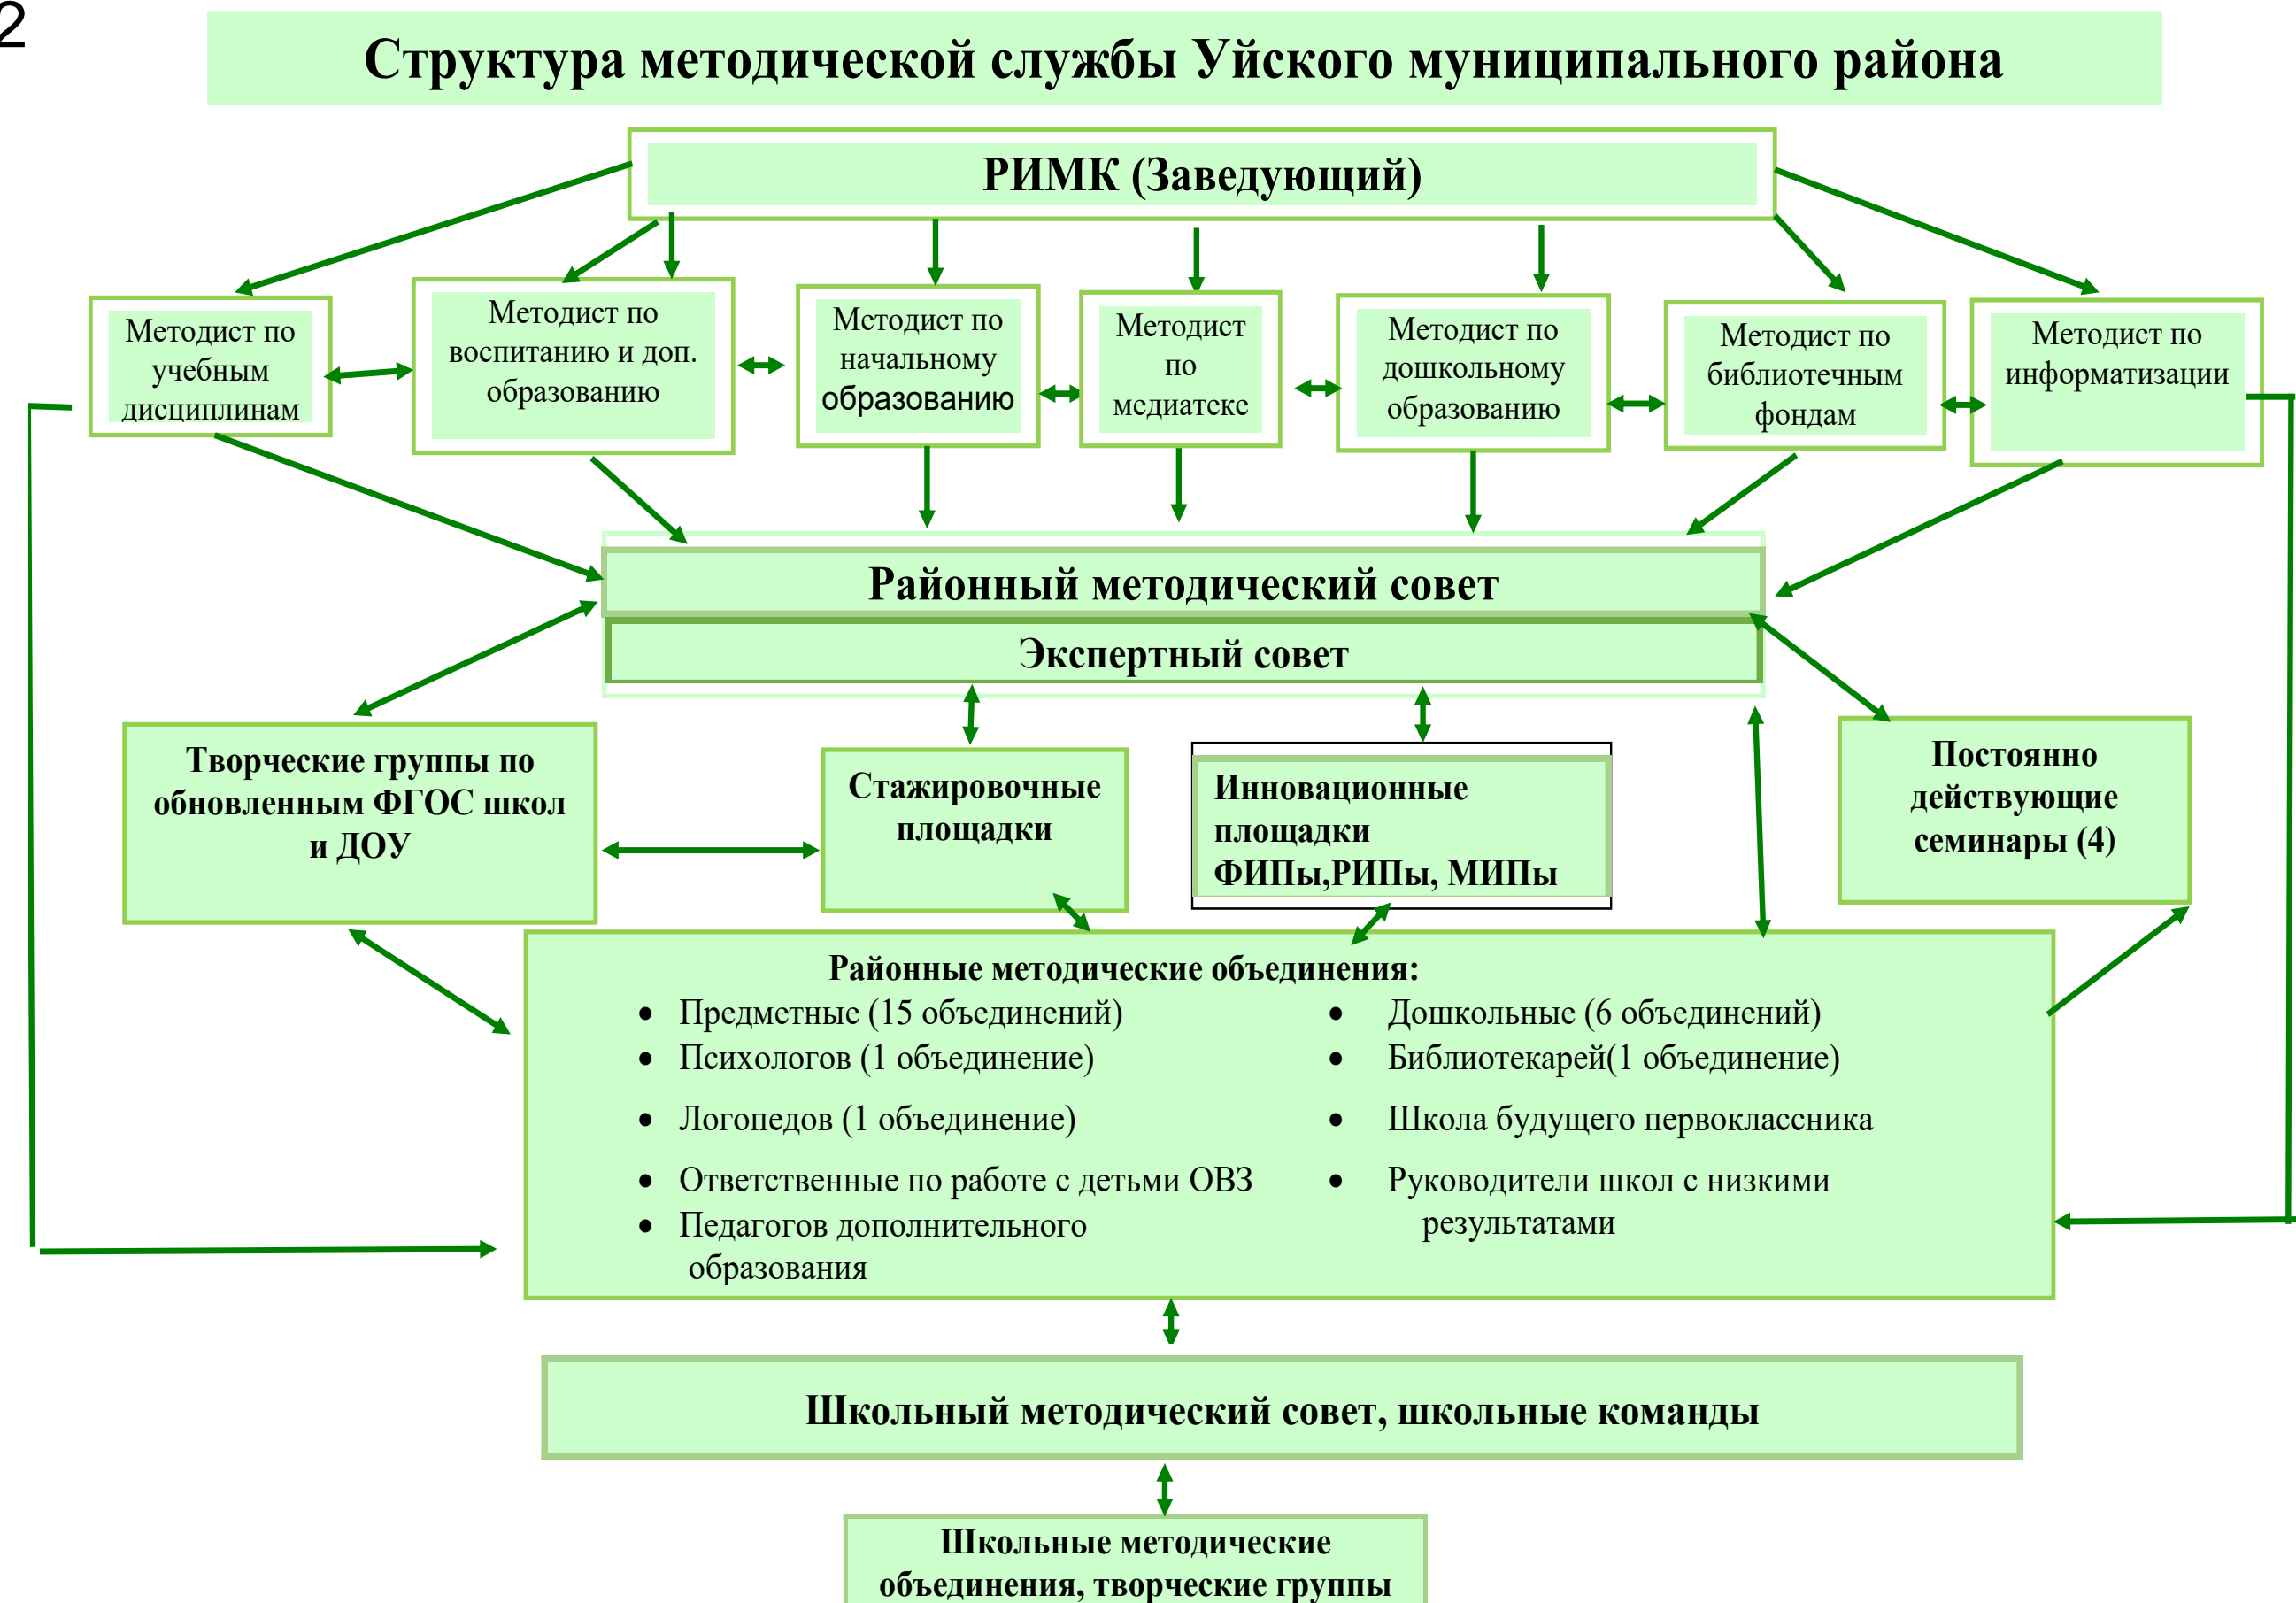 2
Структура методической службы Уйского муниципального района
РИМК (Заведующий)
Методист по
учебным
дисциплинам
Методист по
воспитанию и доп.
образованию
Методист по
начальному
образованию
Методист
по
медиатеке
Методист по
дошкольному
образованию
Методист по
библиотечным
фондам
Методист по
информатизации
Районный методический совет
Экспертный совет
Творческие группы по
обновленным ФГОС школ
и ДОУ
Стажировочные
площадки
Инновационные
площадки
ФИПы,РИПы, МИПы
Постоянно
действующие
семинары (4)
Районные методические объединения:
• Предметные (15 объединений)
• Психологов (1 объединение)
• Логопедов (1 объединение)
• Ответственные по работе с детьми ОВЗ
• Педагогов дополнительного
образования
• Дошкольные (6 объединений)
• Библиотекарей(1 объединение)
• Школа будущего первоклассника
• Руководители школ с низкими
результатами
Школьный методический совет, школьные команды
Школьные методические
объединения, творческие группы